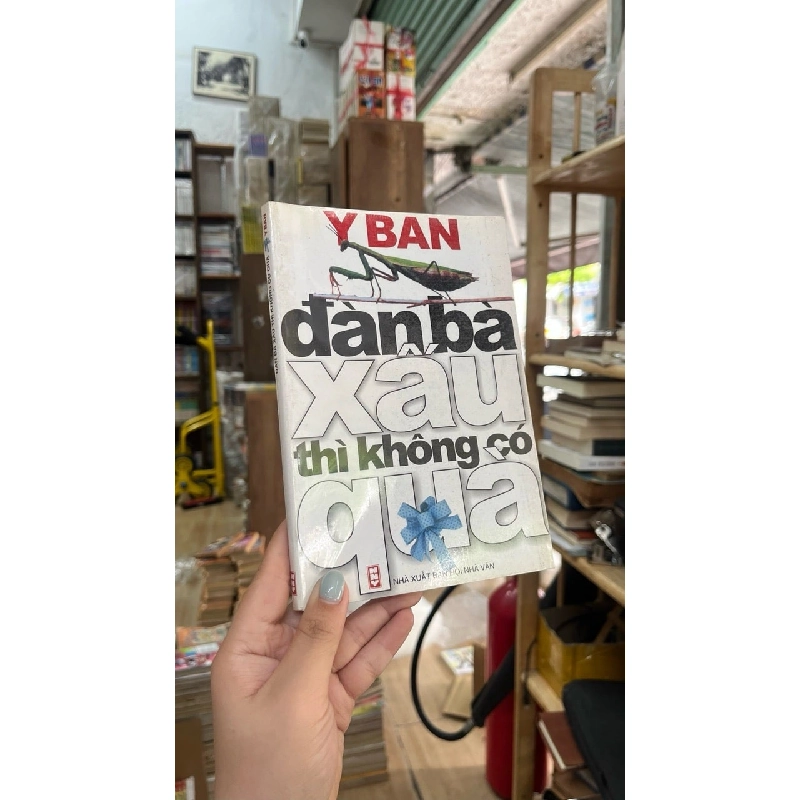 Y BAN
đàn bà
xấu
thì không có
quà
NHÀ XUẤT BẢN HỘI NHÀ VĂN